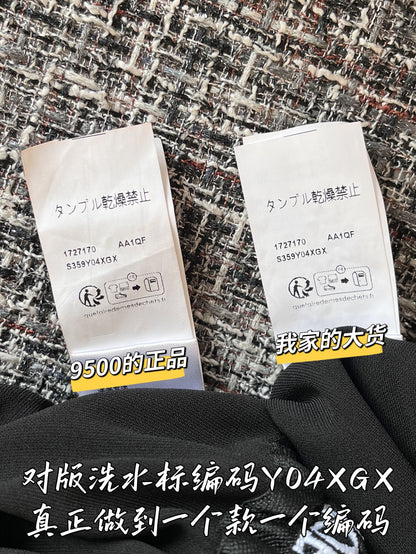 タンブル乾燥禁止
1727170 AA1QF
S359Y04XGX
quefairedemesdechets.fr
9500的正品
タンブル乾燥禁止
1727170 AA1QF
S359Y04XGX
quefairedemesdechets.fr
我家的大货
对版洗水标编码Y04XGX
真正做到一个款一个编码